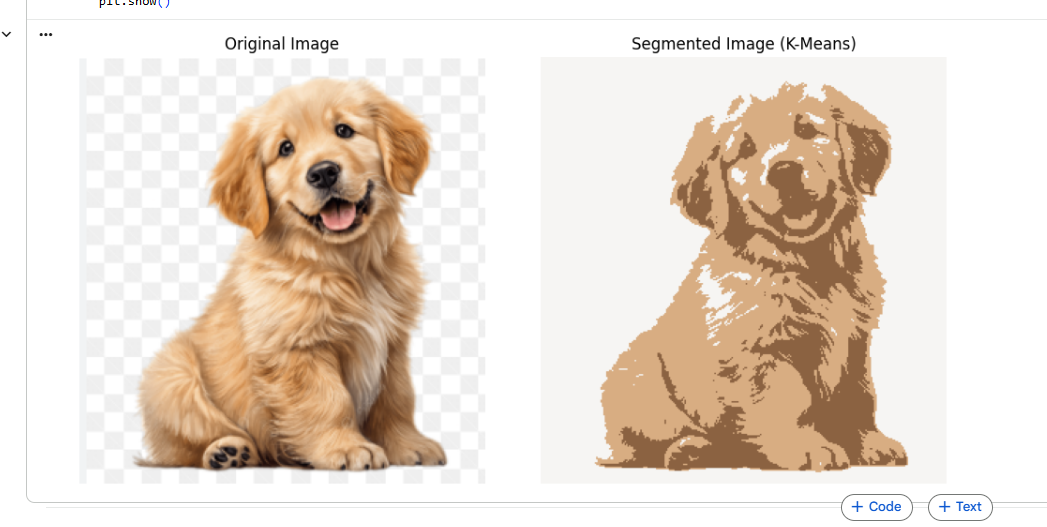 plt.show()
Original Image
Segmented Image (K-Means)
+ Code
+ Text